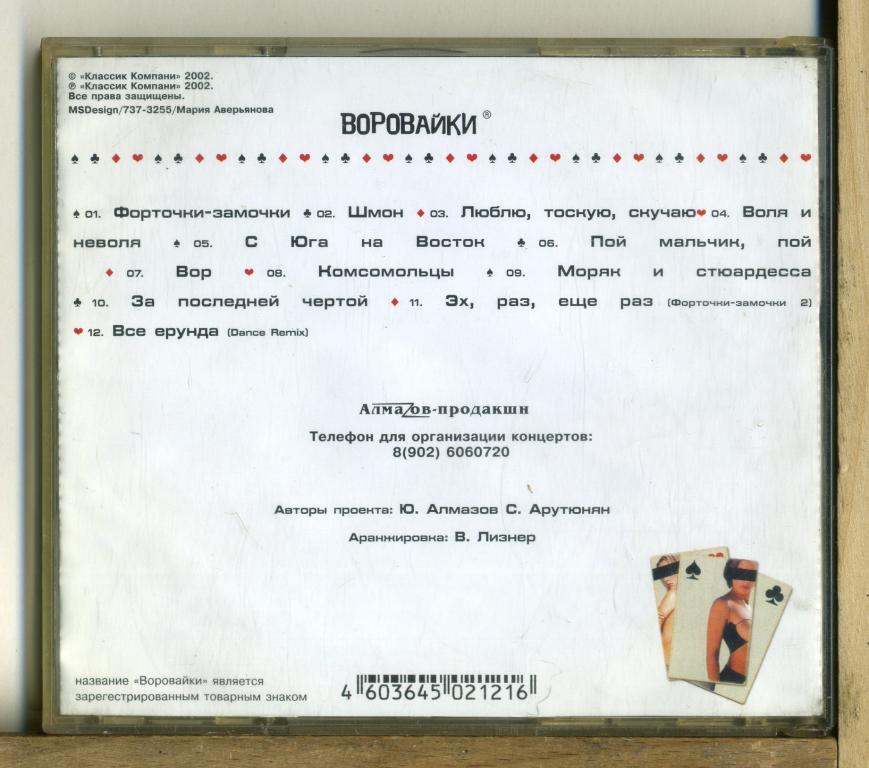 © «Классик Компани» 2002.
℗ «Классик Компани» 2002.
Все права защищены.
MSDesign/737-3255/Мария Аверьянова
ВОРОВАЙКИ ®
♠ ♣ ♦ ♥ ♠ ♣ ♦ ♥ ♠ ♣ ♦ ♥ ♠ ♣ ♦ ♥ ♠ ♣ ♦ ♥ ♠ ♣ ♦ ♥ ♠ ♣ ♦ ♥ ♠ ♣ ♦ ♥ ♠ ♣ ♦ ♥
♠ 01. Форточки-замочки ♣ 02. Шмон ♦ 03. Люблю, тоскую, скучаю ♥ 04. Воля и
неволя ♠ 05. С Юга на Восток ♣ 06. Пой мальчик, пой
♦ 07. Вор ♥ 08. Комсомольцы ♠ 09. Моряк и стюардесса
♣ 10. За последней чертой ♦ 11. Эх, раз, еще раз (Форточки-замочки 2)
♥ 12. Все ерунда (Dance Remix)
АлмаZов-продакшн
Телефон для организации концертов:
8(902) 6060720
Авторы проекта: Ю. Алмазов С. Арутюнян
Аранжировка: В. Лизнер
название «Воровайки» является
зарегестрированным товарным знаком
4 603645 021216